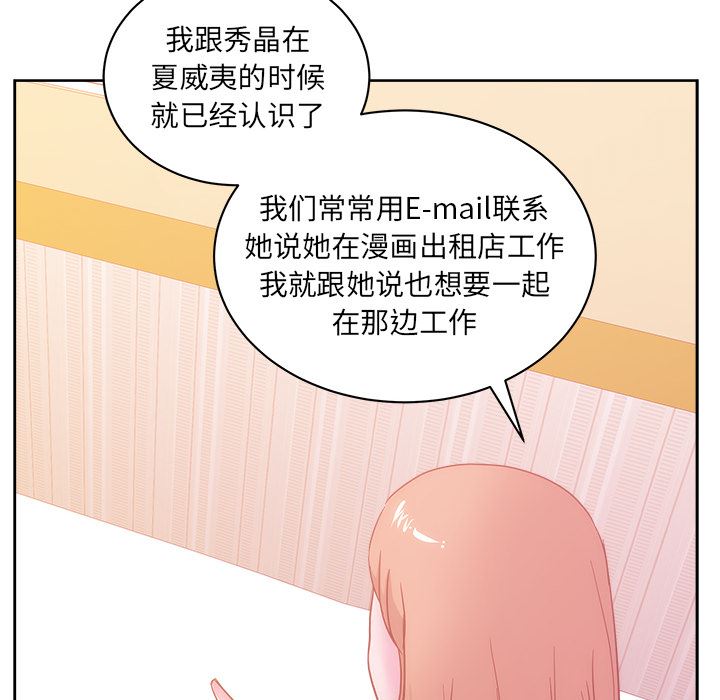 我跟秀晶在
夏威夷的时候
就已经认识了
我们常常用E-mail联系
她说她在漫画出租店工作
我就跟她说也想要一起
在那边工作